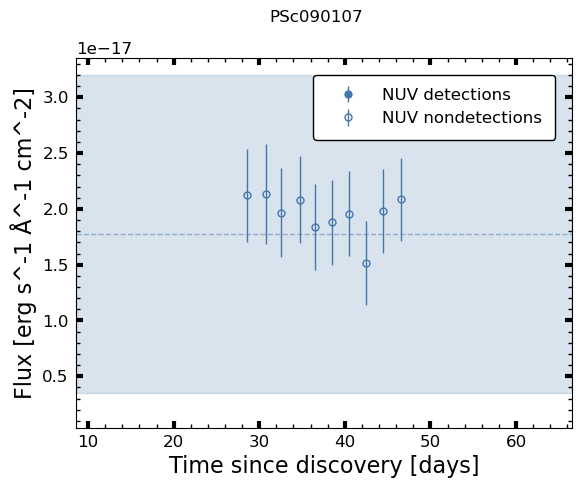 PSc090107
1e−17
NUV detections
NUV nondetections
3.0
2.5
2.0
1.5
1.0
0.5
Flux [erg s^-1 Å^-1 cm^-2]
10 20 30 40 50 60
Time since discovery [days]